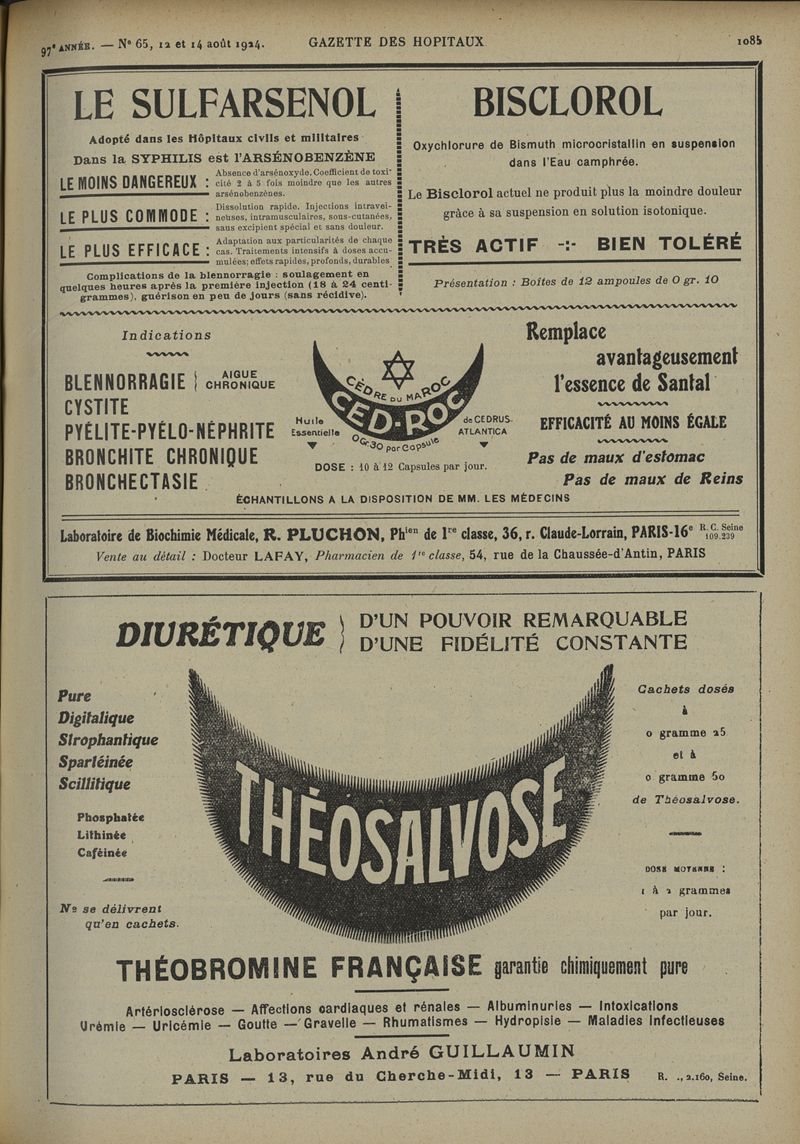 97e ANNÉE. — N° 65, 12 et 14 août 1924.
GAZETTE DES HOPITAUX
1085
LE SULFARSENOL
Adopté dans les Hôpitaux civils et militaires
Dans la SYPHILIS est l'ARSÉNOBENZÈNE
LE MOINS DANGEREUX :
Absence d'arsénoxyde. Coefficient de toxi-
cité 2 à 5 fois moindre que les autres
arsénobenzènes.
LE PLUS COMMODE :
Dissolution rapide. Injections intravei-
neuses, intramusculaires, sous-cutanées,
sans excipient spécial et sans douleur.
LE PLUS EFFICACE :
Adaptation aux particularités de chaque
cas. Traitements intensifs à doses accu-
mulées; effets rapides, profonds, durables
Complications de la blennorragie : soulagement en
quelques heures après la première injection (18 à 24 centi-
grammes), guérison en peu de jours (sans récidive).
BISCLOROL
Oxychlorure de Bismuth microcristallin en suspension
dans l'Eau camphrée.
Le Bisclorol actuel ne produit plus la moindre douleur
grâce à sa suspension en solution isotonique.
TRÈS ACTIF -:- BIEN TOLÉRÉ
Présentation : Boîtes de 12 ampoules de 0 gr. 10
Indications
BLENNORRAGIE } AIGUE
CHRONIQUE
CYSTITE
PYÉLITE-PYÉLO-NÉPHRITE
BRONCHITE CHRONIQUE
BRONCHECTASIE
CÈDRE DU MAROC
CED-ROC
Huile
Essentielle
de CEDRUS
ATLANTICA
0 Gr. 30 par Capsule
DOSE : 10 à 12 Capsules par jour.
Remplace
avantageusement
l'essence de Santal
EFFICACITÉ AU MOINS ÉGALE
Pas de maux d'estomac
Pas de maux de Reins
ÉCHANTILLONS A LA DISPOSITION DE MM. LES MÉDECINS
Laboratoire de Biochimie Médicale, R. PLUCHON, Phien de 1re classe, 36, r. Claude-Lorrain, PARIS-16e R. C. Seine 109.239
Vente au détail : Docteur LAFAY, Pharmacien de 1re classe, 54, rue de la Chaussée-d'Antin, PARIS
DIURÉTIQUE } D'UN POUVOIR REMARQUABLE
D'UNE FIDÉLITÉ CONSTANTE
Pure
Digitalique
Strophantique
Spartéinée
Scillitique
Phosphatée
Lithinée
Caféinée
Ne se délivrent
qu'en cachets.
THÉOSALVOSE
Cachets dosés
à
0 gramme 25
et à
0 gramme 50
de Théosalvose.
DOSE MOYENNE :
1 à 2 grammes
par jour.
THÉOBROMINE FRANÇAISE garantie chimiquement pure
Artériosclérose — Affections cardiaques et rénales — Albuminuries — Intoxications
Urémie — Uricémie — Goutte — Gravelle — Rhumatismes — Hydropisie — Maladies Infectieuses
Laboratoires André GUILLAUMIN
PARIS — 13, rue du Cherche-Midi, 13 — PARIS
R. ., 2.160, Seine.